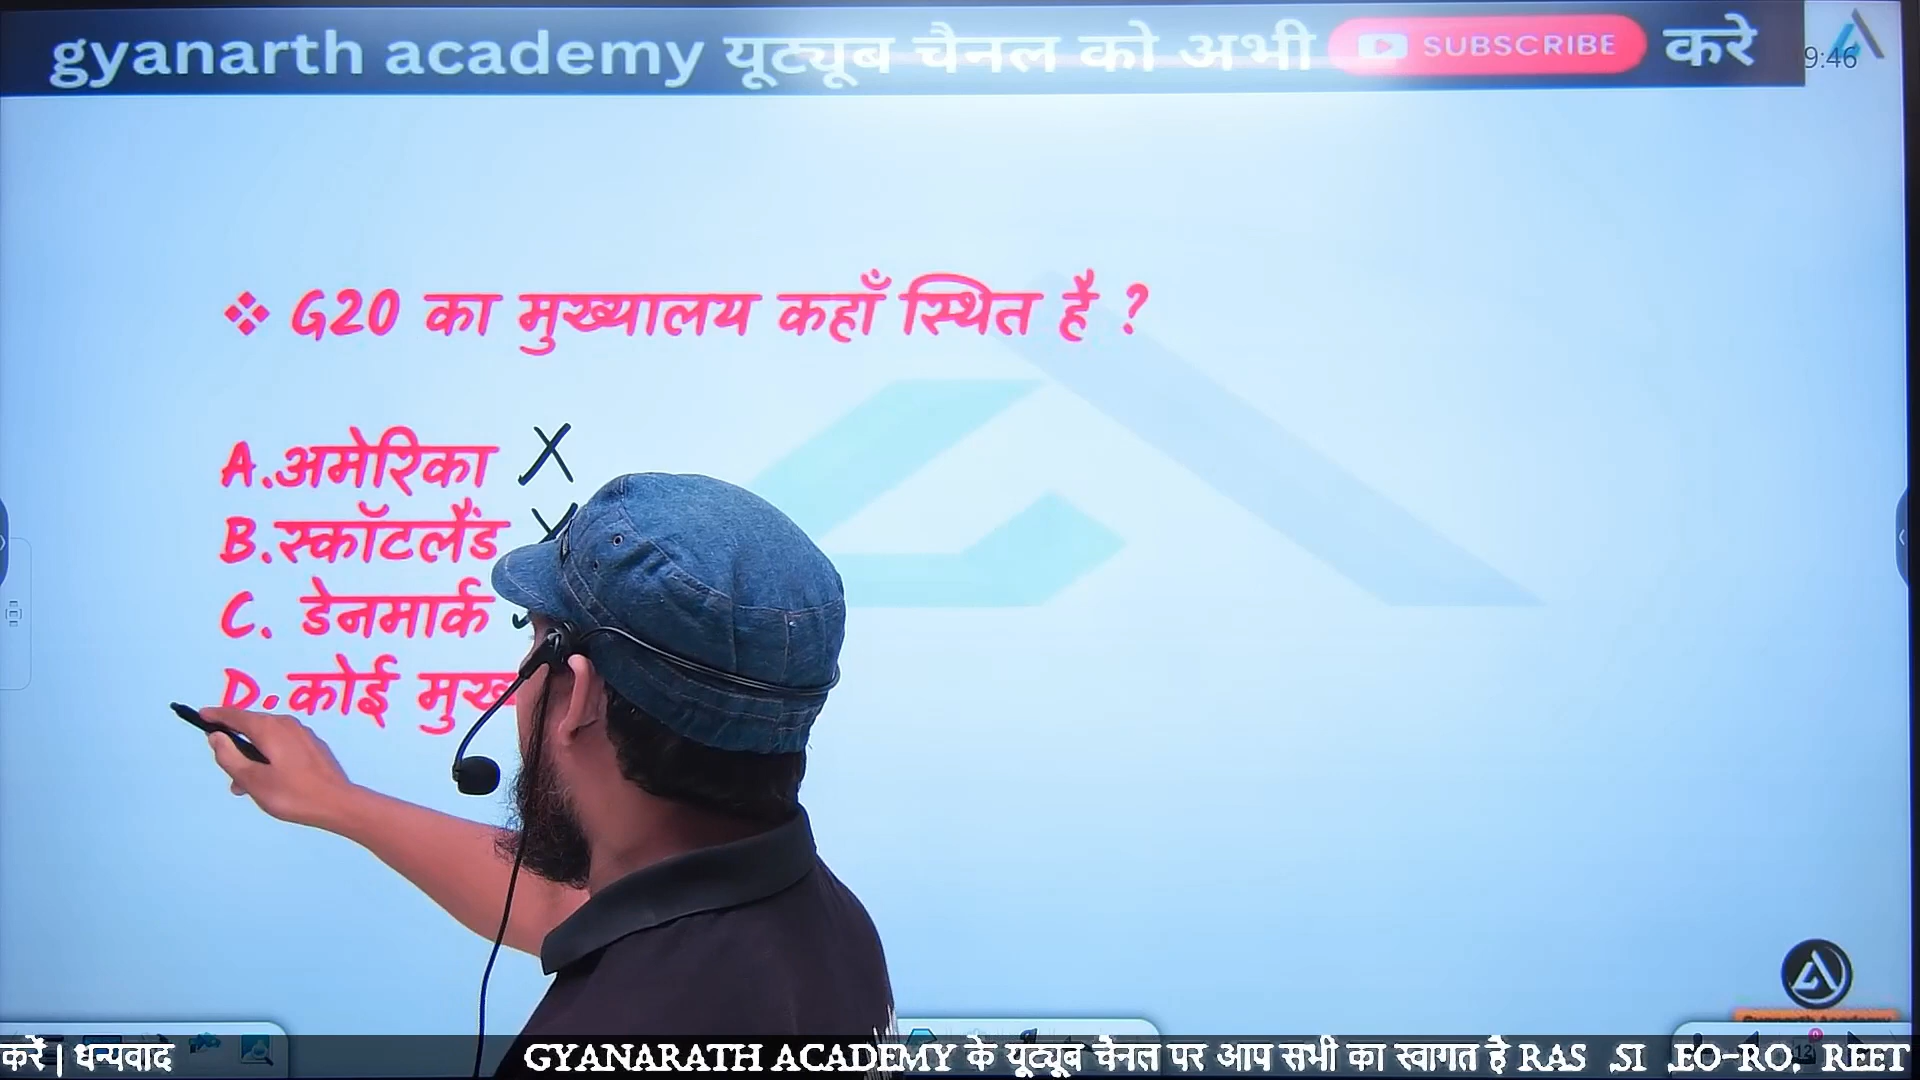 gyanarth academy यूट्यूब चैनल को अभी SUBSCRIBE करे
9:46
❖ G20 का मुख्यालय कहाँ स्थित है ?
A.अमेरिका X
B.स्कॉटलैंड
C. डेनमार्क
D.कोई
करें | धन्यवाद GYANARATH ACADEMY के यूट्यूब चैनल पर आप सभी का स्वागत है RAS ,SI ,EO-RO, REET